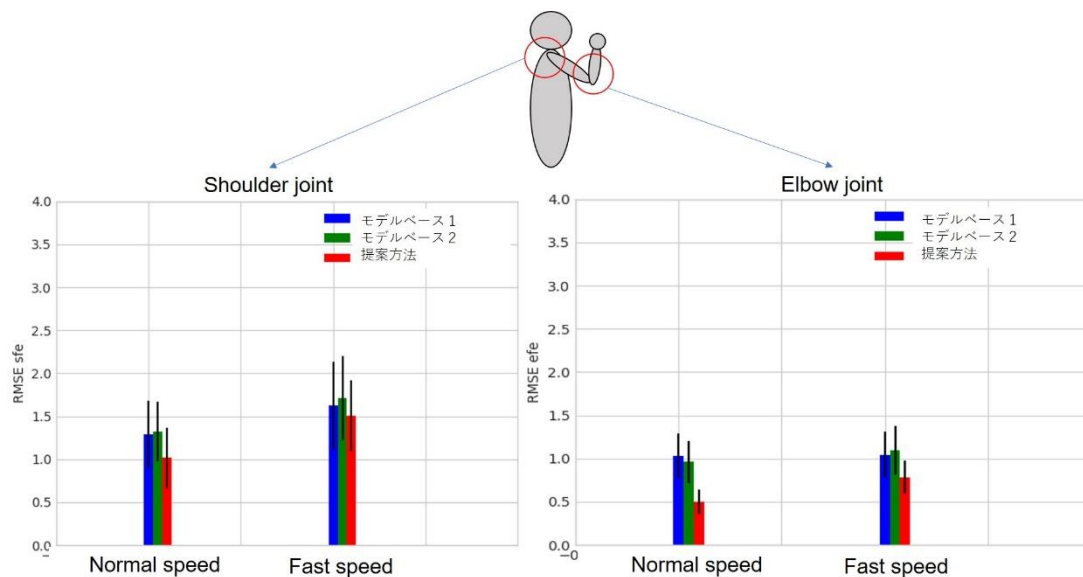 Shoulder joint
4.0
3.5
3.0
2.5
2.0
1.5
1.0
0.5
0.0
RMSE sfe
モデルベース1
モデルベース2
提案方法
Normal speed
Fast speed
Elbow joint
4.0
3.5
3.0
2.5
2.0
1.5
1.0
0.5
0.0
−0
RMSE efe
モデルベース1
モデルベース2
提案方法
Normal speed
Fast speed